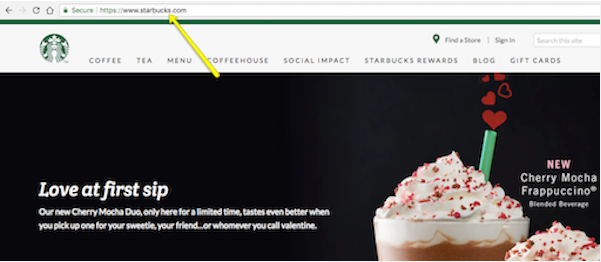 Secure https://www.starbucks.com
Find a Store | Sign In Search this site
COFFEE TEA MENU COFFEEHOUSE SOCIAL IMPACT STARBUCKS REWARDS BLOG GIFT CARDS
NEW
Cherry Mocha
Frappuccino®
Blended Beverage
Love at first sip
Our new Cherry Mocha Duo, only here for a limited time, tastes even better when
you pick up one for your sweetie, your friend...or whomever you call valentine.